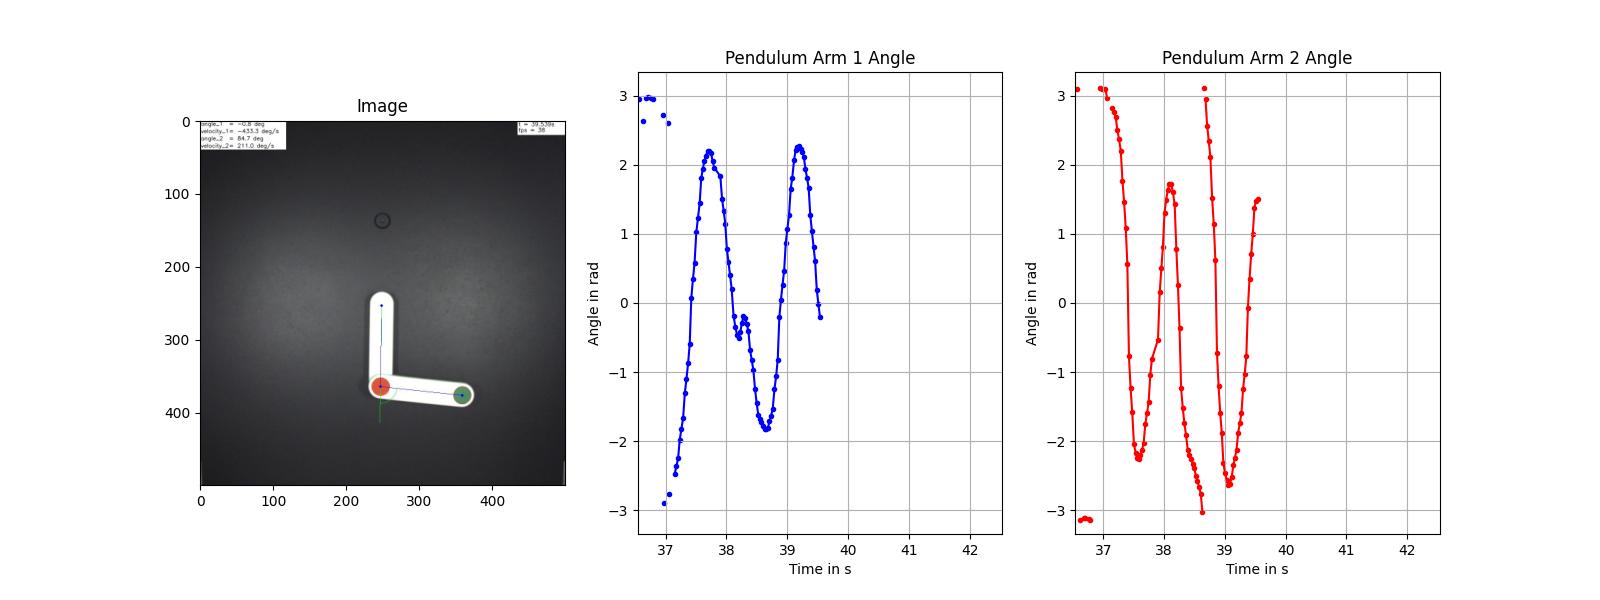 Image
Pendulum Arm 1 Angle
Pendulum Arm 2 Angle
angle_1 = -0.8 deg
velocity_1= -433.3 deg/s
angle_2 = 84.7 deg
velocity_2= 211.0 deg/s
t = 39.539s
fps = 38
0
100
200
300
400
0
100
200
300
400
Angle in rad
3
2
1
0
−1
−2
−3
37
38
39
40
41
42
Time in s
Angle in rad
3
2
1
0
−1
−2
−3
37
38
39
40
41
42
Time in s